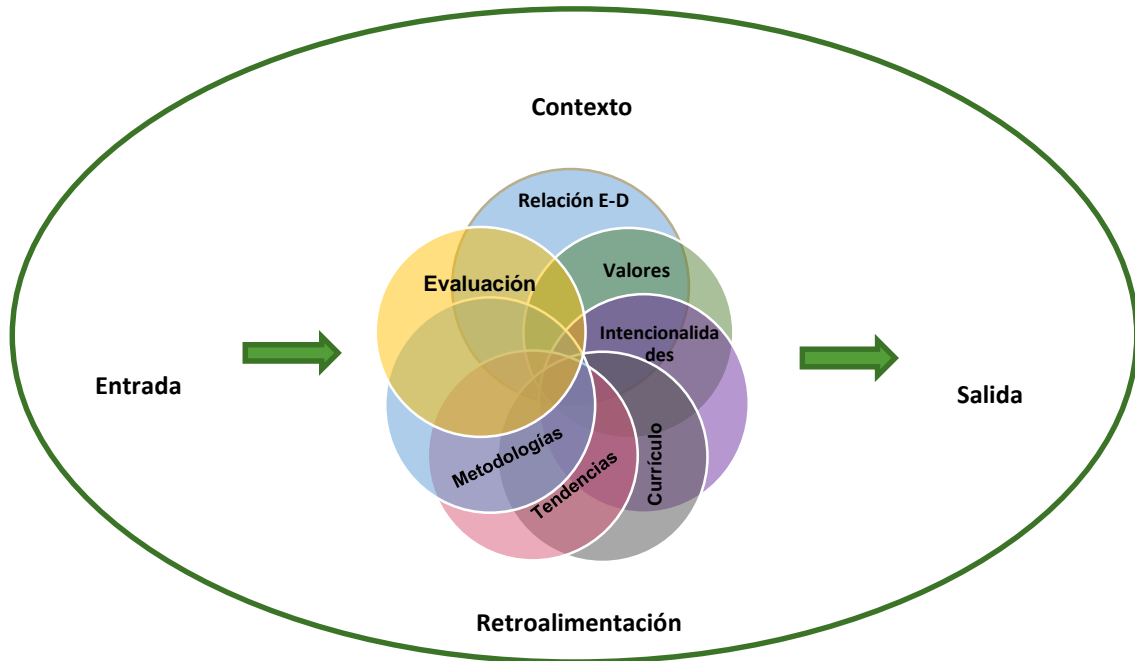 Contexto
Relación E-D
Evaluación
Valores
Intencionalida
des
Entrada
Salida
Metodologías
Tendencias
Currículo
Retroalimentación